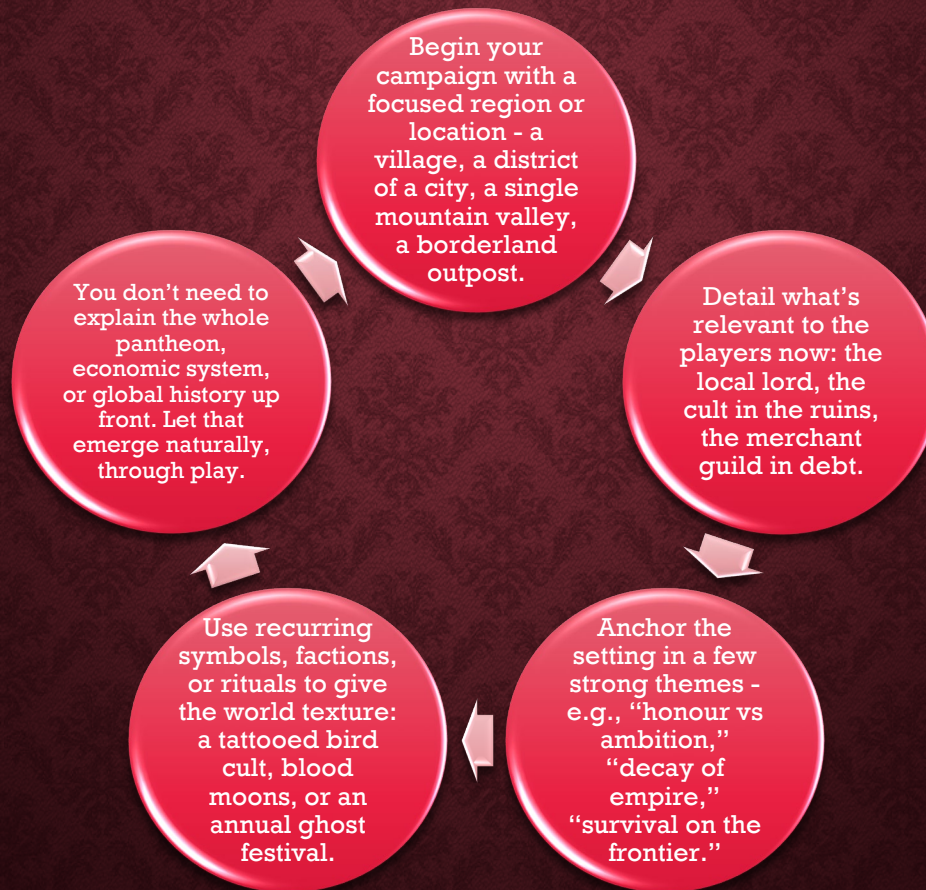 Begin your
campaign with a
focused region or
location - a
village, a district
of a city, a single
mountain valley,
a borderland
outpost.
Detail what’s
relevant to the
players now: the
local lord, the
cult in the ruins,
the merchant
guild in debt.
Anchor the
setting in a few
strong themes -
e.g., “honour vs
ambition,”
“decay of
empire,”
“survival on the
frontier.”
Use recurring
symbols, factions,
or rituals to give
the world texture:
a tattooed bird
cult, blood
moons, or an
annual ghost
festival.
You don’t need to
explain the whole
pantheon,
economic system,
or global history up
front. Let that
emerge naturally,
through play.